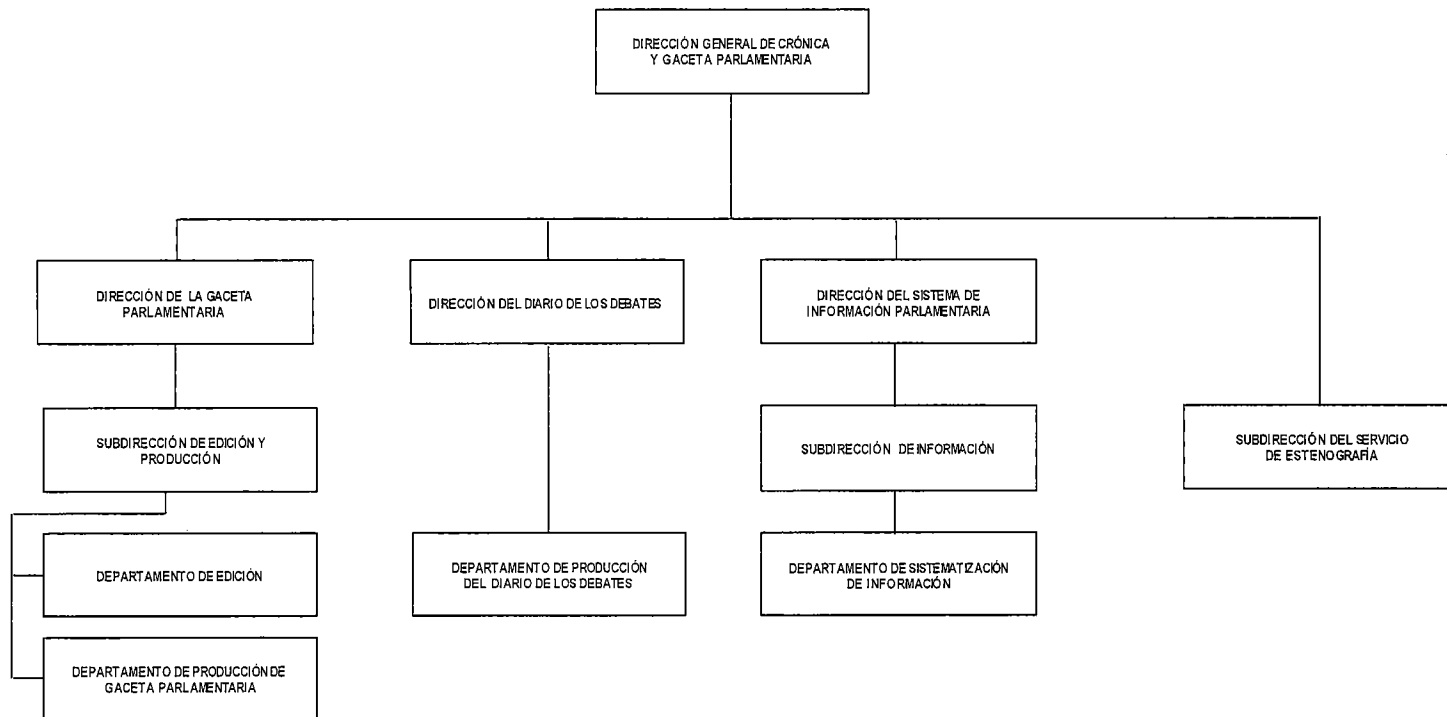 DIRECCIÓN GENERAL DE CRÓNICA
Y GACETA PARLAMENTARIA
DIRECCIÓN DE LA GACETA
PARLAMENTARIA
DIRECCIÓN DEL DIARIO DE LOS DEBATES
DIRECCIÓN DEL SISTEMA DE
INFORMACIÓN PARLAMENTARIA
SUBDIRECCIÓN DE EDICIÓN Y
PRODUCCIÓN
SUBDIRECCIÓN DE INFORMACIÓN
SUBDIRECCIÓN DEL SERVICIO
DE ESTENOGRAFÍA
DEPARTAMENTO DE EDICIÓN
DEPARTAMENTO DE PRODUCCIÓN
DEL DIARIO DE LOS DEBATES
DEPARTAMENTO DE SISTEMATIZACIÓN
DE INFORMACIÓN
DEPARTAMENTO DE PRODUCCIÓN DE
GACETA PARLAMENTARIA